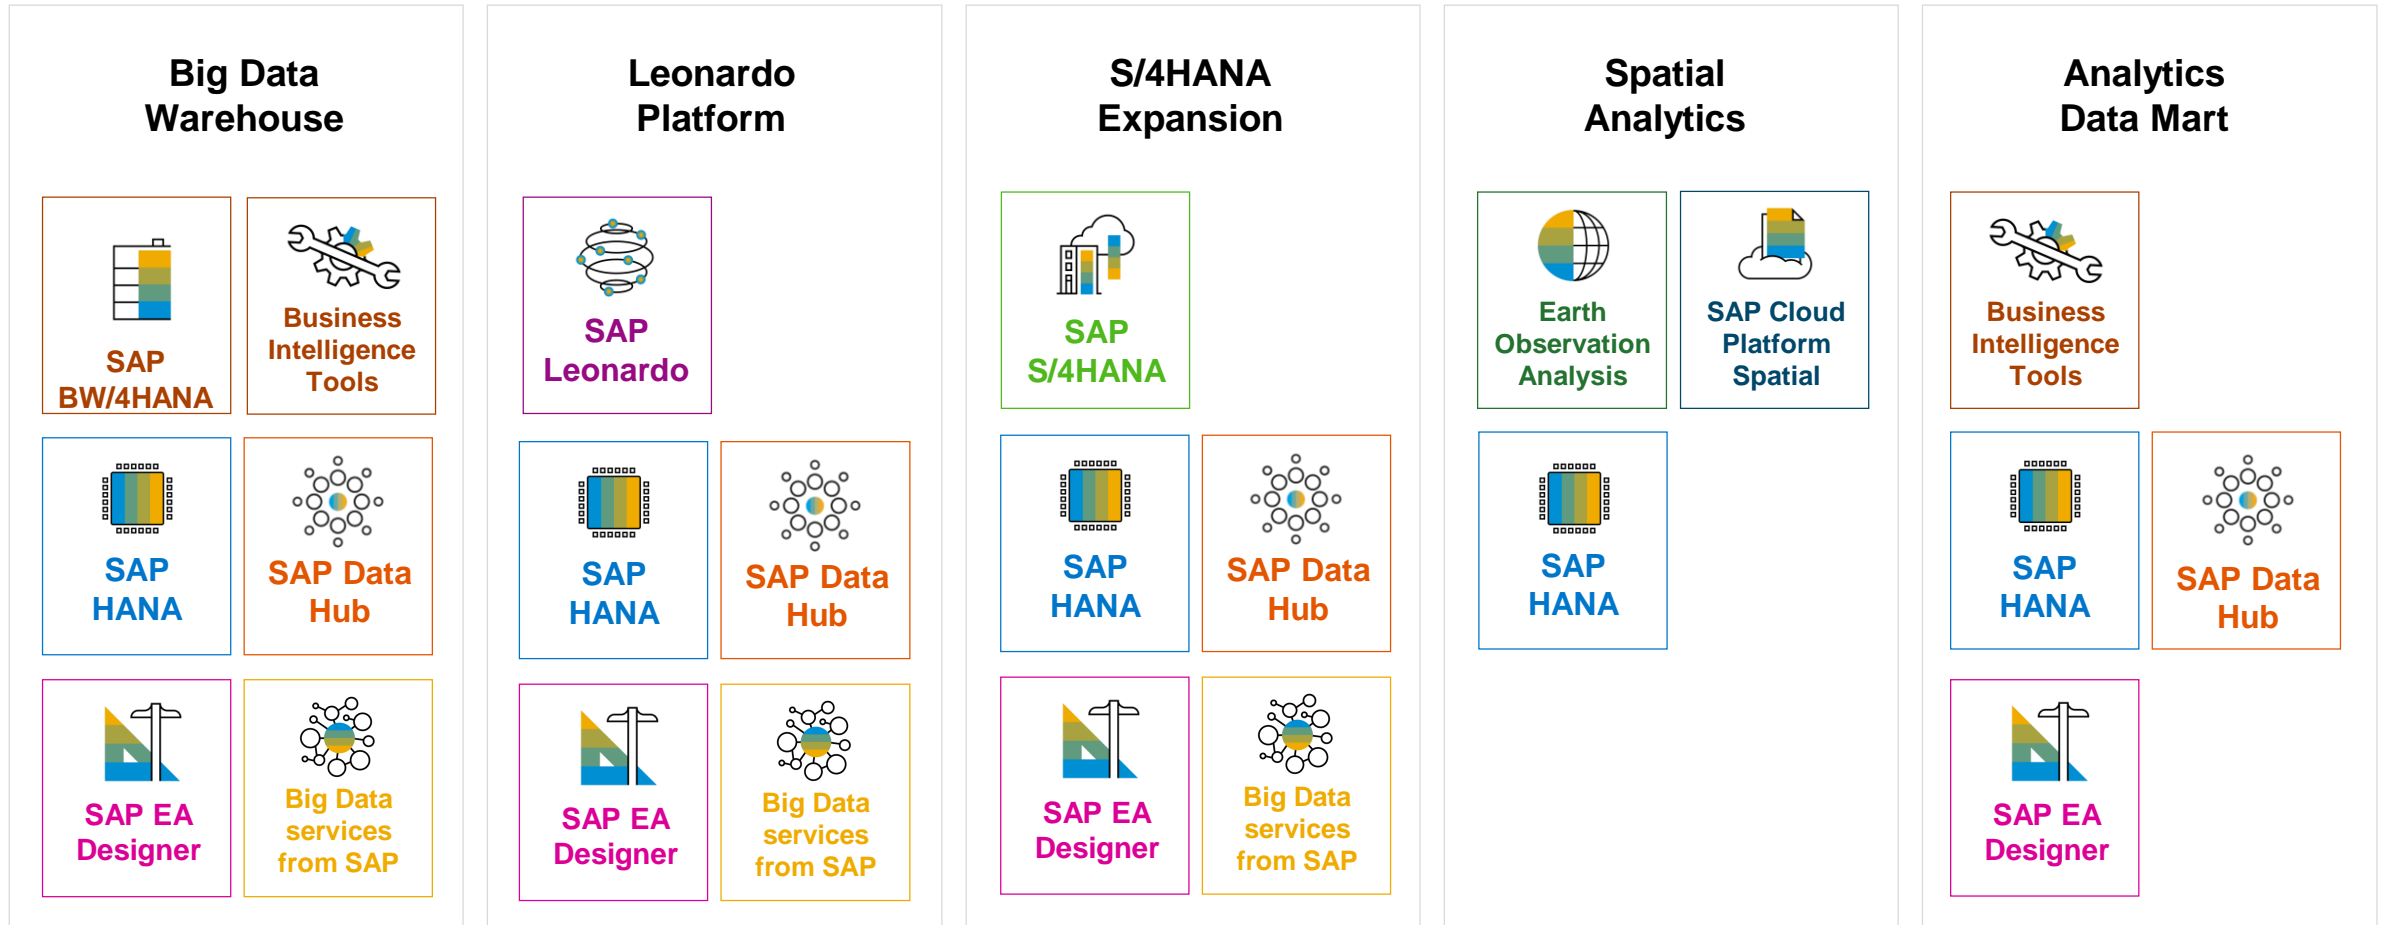 Big Data
Warehouse
SAP
BW/4HANA
Business
Intelligence
Tools
SAP
HANA
SAP Data
Hub
SAP EA
Designer
Big Data
services
from SAP
Leonardo
Platform
SAP
Leonardo
SAP
HANA
SAP Data
Hub
SAP EA
Designer
Big Data
services
from SAP
S/4HANA
Expansion
SAP
S/4HANA
SAP
HANA
SAP Data
Hub
SAP EA
Designer
Big Data
services
from SAP
Spatial
Analytics
Earth
Observation
Analysis
SAP Cloud
Platform
Spatial
SAP
HANA
Analytics
Data Mart
Business
Intelligence
Tools
SAP
HANA
SAP Data
Hub
SAP EA
Designer